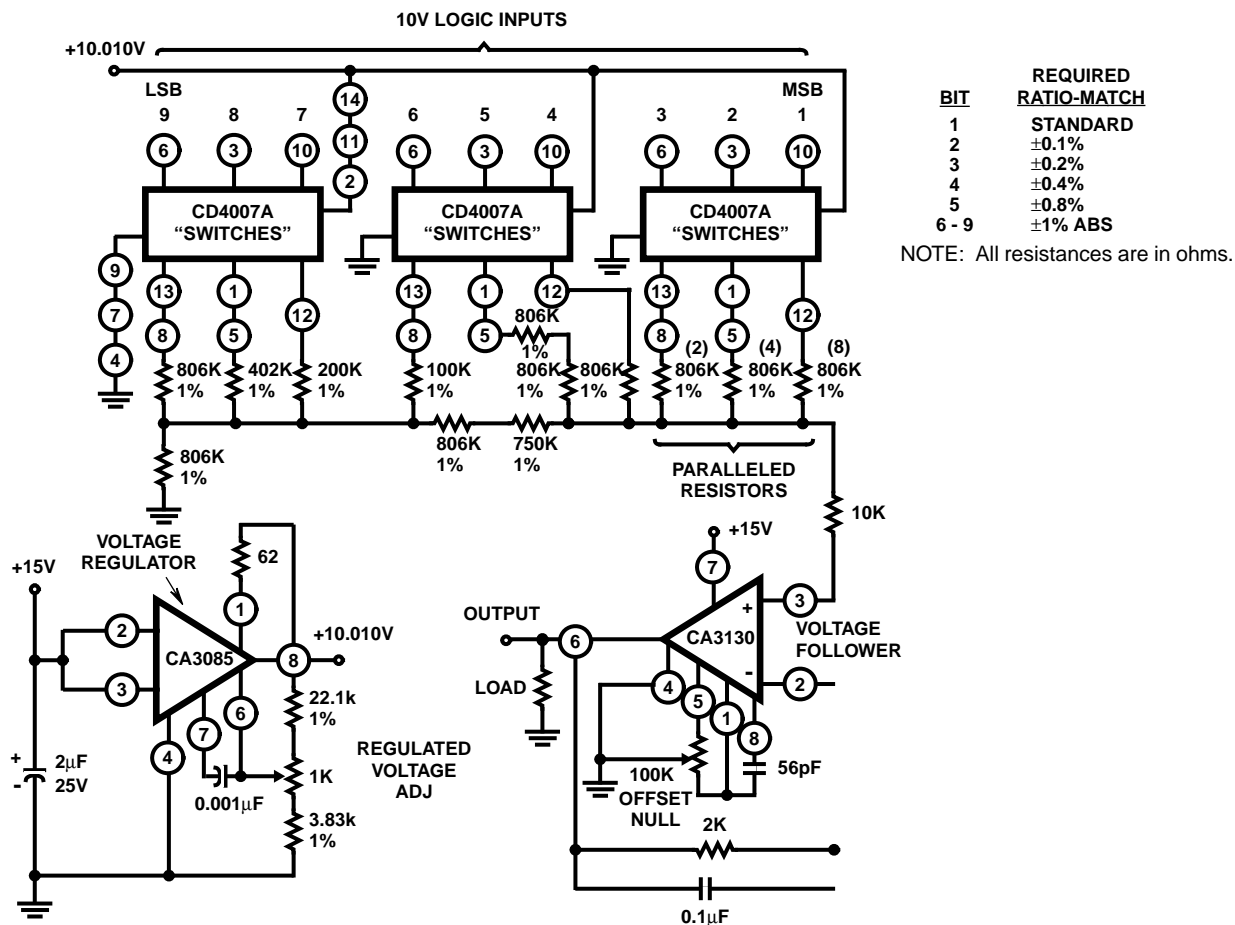 10V LOGIC INPUTS
+10.010V
LSB
MSB
9 8 7 6 5 4 3 2 1
14
11
2
6 3 10
6 3 10
6 3 10
CD4007A
“SWITCHES”
CD4007A
“SWITCHES”
CD4007A
“SWITCHES”
9
7
4
13 1 12
8 5
13 1 12
8 5
13 1 12
8 5
806K
1%
402K
1%
200K
1%
100K
1%
806K
1%
806K
1%
806K
1%
(2)
806K
1%
(4)
806K
1%
(8)
806K
1%
806K
1%
750K
1%
806K
1%
PARALLELED
RESISTORS
10K
BIT
REQUIRED
RATIO-MATCH
1 STANDARD
2 ±0.1%
3 ±0.2%
4 ±0.4%
5 ±0.8%
6 - 9 ±1% ABS
NOTE: All resistances are in ohms.
VOLTAGE
REGULATOR
+15V
62
1
2
3
CA3085
8
+10.010V
7
6
4
22.1k
1%
1K
3.83k
1%
REGULATED
VOLTAGE
ADJ
0.001μF
+
-
2μF
25V
+15V
7
OUTPUT
6
CA3130
+
-
3
VOLTAGE
FOLLOWER
2
LOAD
4
5
1
8
56pF
100K
OFFSET
NULL
2K
0.1μF